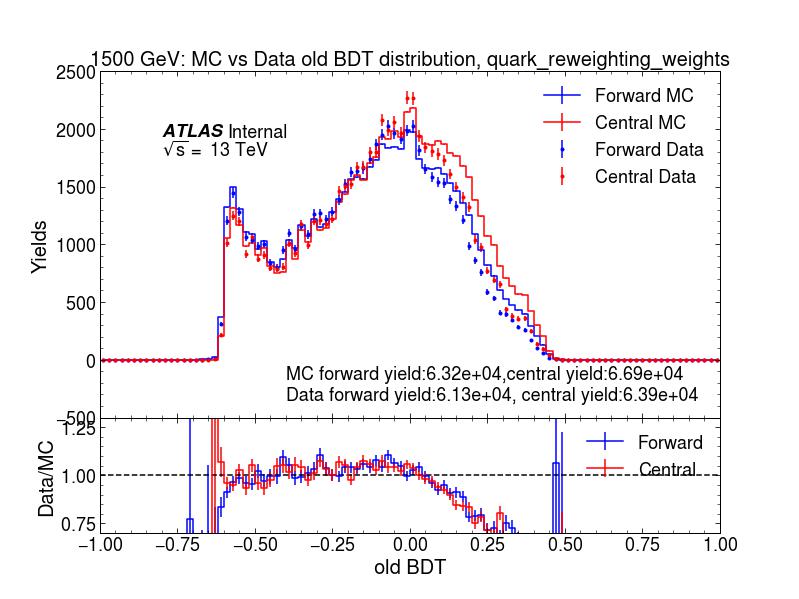 1500 GeV: MC vs Data old BDT distribution, quark_reweighting_weights
2500
2000
1500
1000
500
0
−500
Yields
ATLAS Internal
√s = 13 TeV
Forward MC
Central MC
Forward Data
Central Data
MC forward yield:6.32e+04,central yield:6.69e+04
Data forward yield:6.13e+04, central yield:6.39e+04
1.25
1.00
0.75
Data/MC
Forward
Central
−1.00 −0.75 −0.50 −0.25 0.00 0.25 0.50 0.75 1.00
old BDT